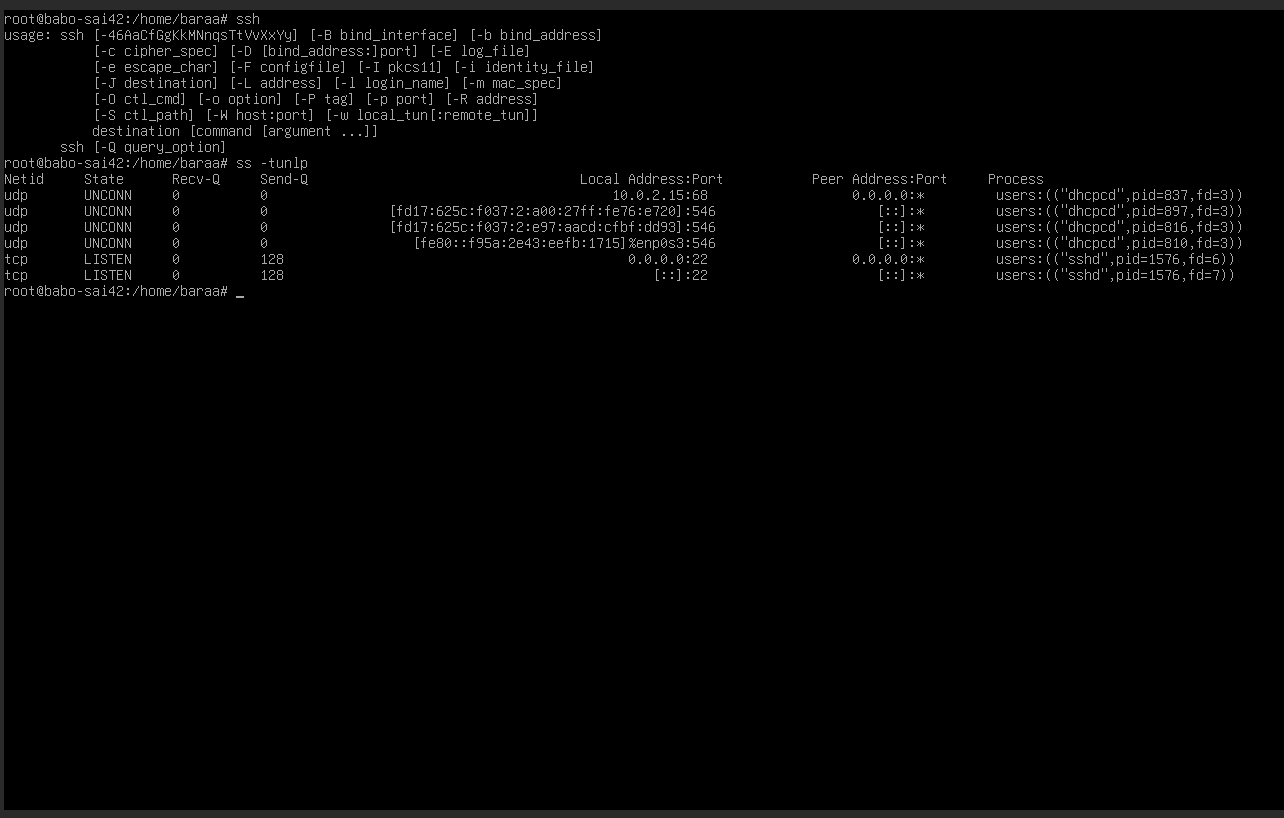 root@babo-sai42:/home/baraa# ssh
usage: ssh [-46AaCfGgKkMNnqsTtVvXxYy] [-B bind_interface] [-b bind_address]
           [-c cipher_spec] [-D [bind_address:]port] [-E log_file]
           [-e escape_char] [-F configfile] [-I pkcs11] [-i identity_file]
           [-J destination] [-L address] [-l login_name] [-m mac_spec]
           [-O ctl_cmd] [-o option] [-P tag] [-p port] [-R address]
           [-S ctl_path] [-W host:port] [-w local_tun[:remote_tun]]
           destination [command [argument ...]]
       ssh [-Q query_option]
root@babo-sai42:/home/baraa# ss -tunlp
Netid     State      Recv-Q     Send-Q     Local Address:Port     Peer Address:Port     Process
udp       UNCONN     0          0          10.0.2.15:68     0.0.0.0:*     users:(("dhcpcd",pid=837,fd=3))
udp       UNCONN     0          0          [fd17:625c:f037:2:a00:27ff:fe76:e720]:546     [::]:*     users:(("dhcpcd",pid=897,fd=3))
udp       UNCONN     0          0          [fd17:625c:f037:2:e97:aacd:cfbf:dd93]:546     [::]:*     users:(("dhcpcd",pid=816,fd=3))
udp       UNCONN     0          0          [fe80::f95a:2e43:eefb:1715]%enp0s3:546     [::]:*     users:(("dhcpcd",pid=810,fd=3))
tcp       LISTEN     0          128        0.0.0.0:22     0.0.0.0:*     users:(("sshd",pid=1576,fd=6))
tcp       LISTEN     0          128        [::]:22     [::]:*     users:(("sshd",pid=1576,fd=7))
root@babo-sai42:/home/baraa# _